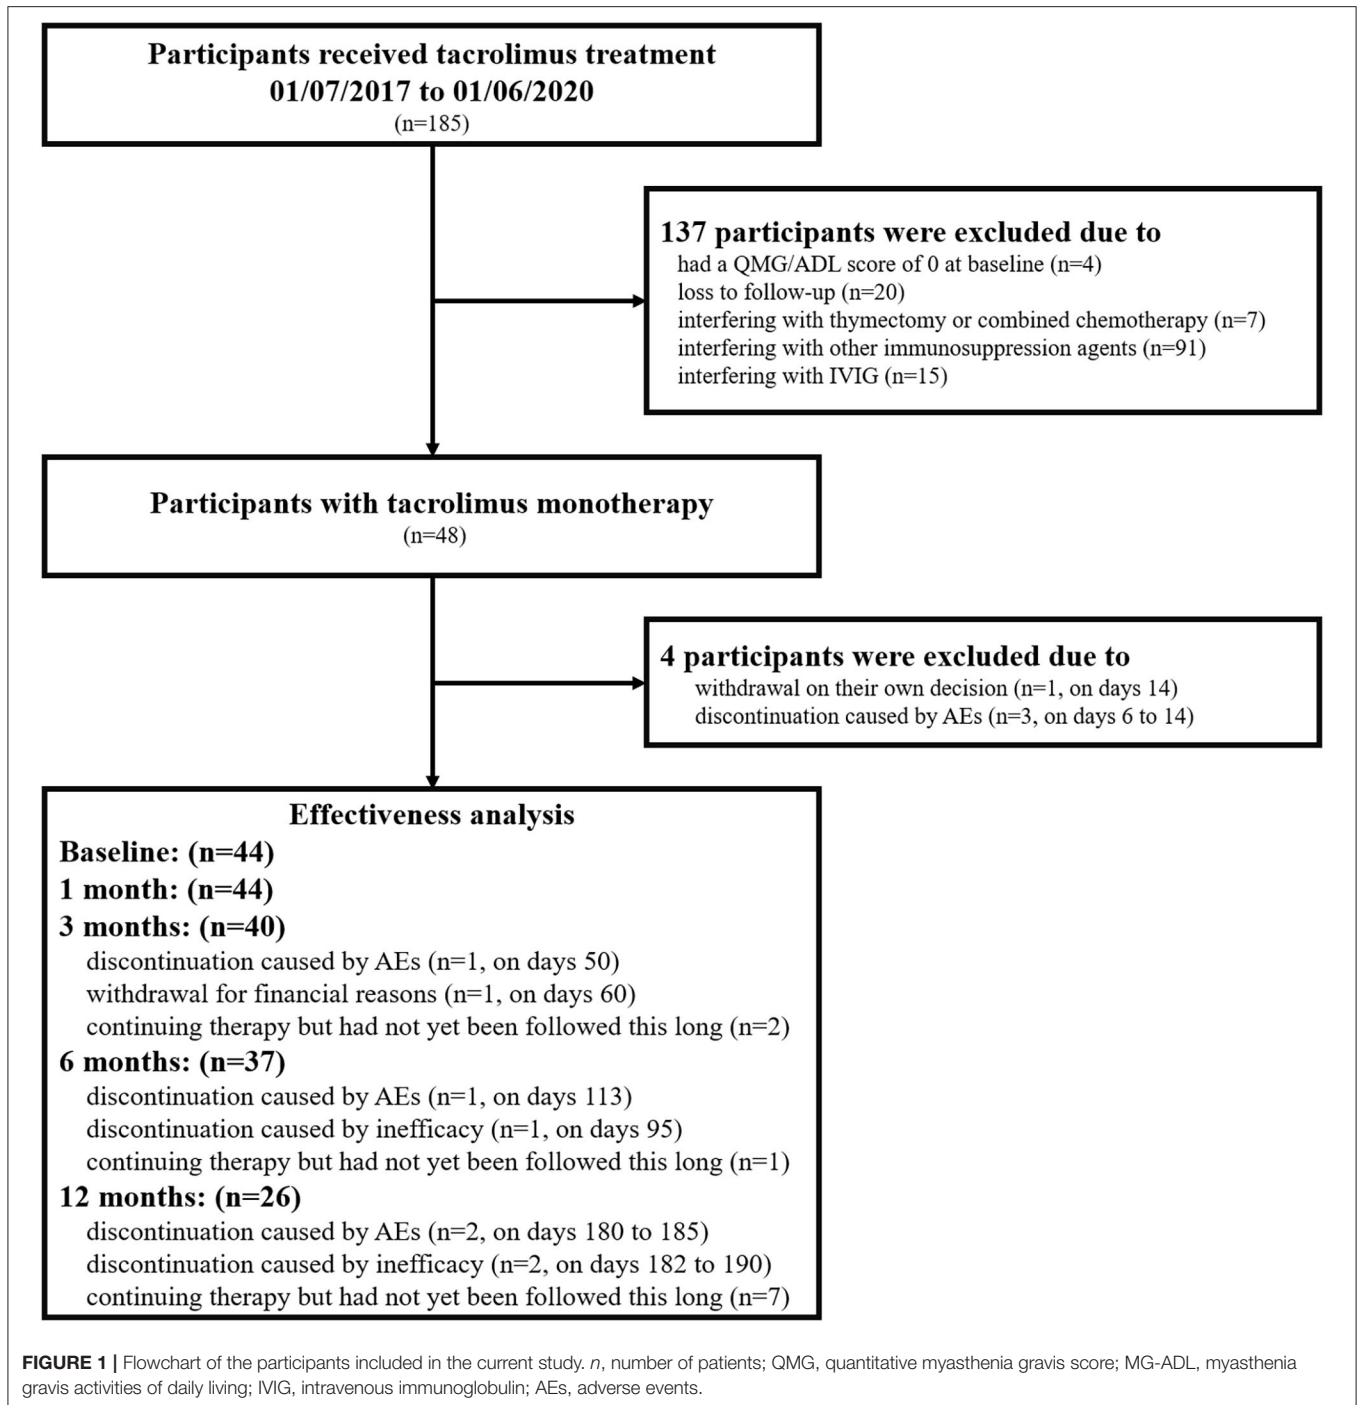 Participants received tacrolimus treatment
01/07/2017 to 01/06/2020
(n=185)
137 participants were excluded due to
had a QMG/ADL score of 0 at baseline (n=4)
loss to follow-up (n=20)
interfering with thymectomy or combined chemotherapy (n=7)
interfering with other immunosuppression agents (n=91)
interfering with IVIG (n=15)
Participants with tacrolimus monotherapy
(n=48)
4 participants were excluded due to
withdrawal on their own decision (n=1, on days 14)
discontinuation caused by AEs (n=3, on days 6 to 14)
Effectiveness analysis
Baseline: (n=44)
1 month: (n=44)
3 months: (n=40)
discontinuation caused by AEs (n=1, on days 50)
withdrawal for financial reasons (n=1, on days 60)
continuing therapy but had not yet been followed this long (n=2)
6 months: (n=37)
discontinuation caused by AEs (n=1, on days 113)
discontinuation caused by inefficacy (n=1, on days 95)
continuing therapy but had not yet been followed this long (n=1)
12 months: (n=26)
discontinuation caused by AEs (n=2, on days 180 to 185)
discontinuation caused by inefficacy (n=2, on days 182 to 190)
continuing therapy but had not yet been followed this long (n=7)
FIGURE 1 | Flowchart of the participants included in the current study. n, number of patients; QMG, quantitative myasthenia gravis score; MG-ADL, myasthenia
gravis activities of daily living; IVIG, intravenous immunoglobulin; AEs, adverse events.